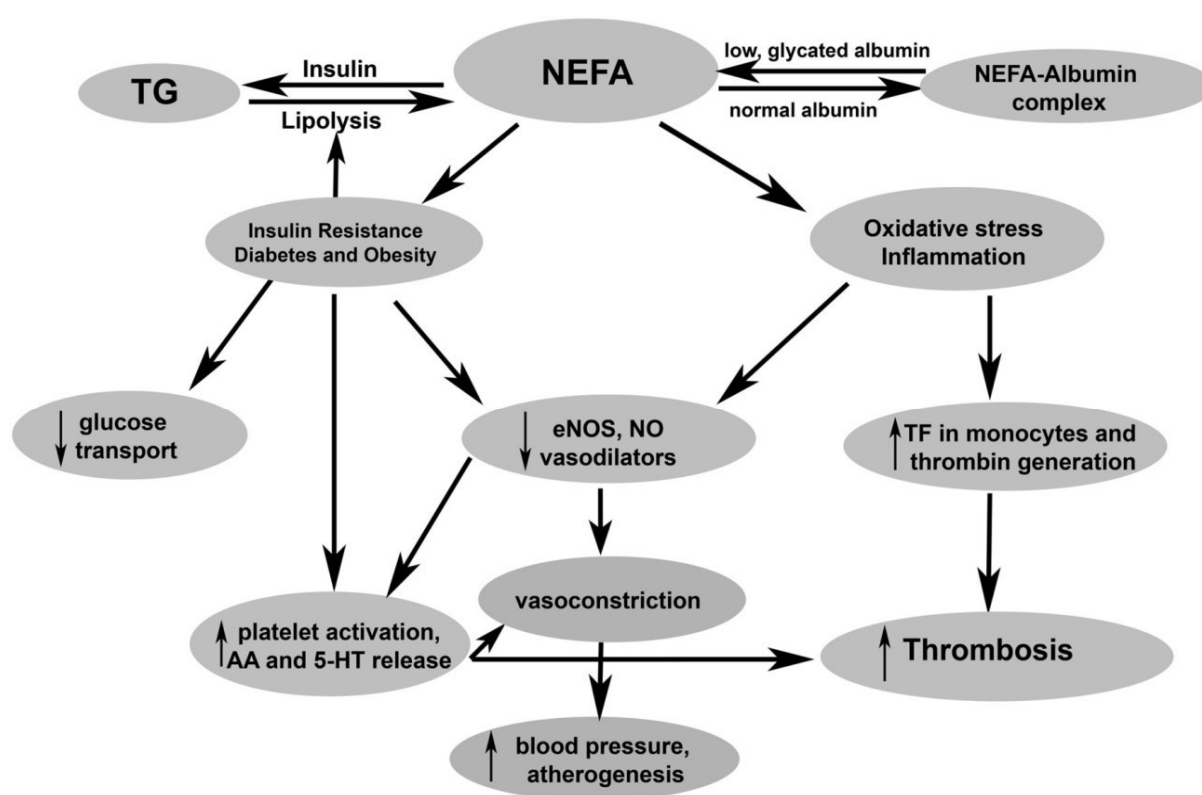 TG
Insulin
Lipolysis
NEFA
low, glycated albumin
normal albumin
NEFA-Albumin
complex
Insulin Resistance
Diabetes and Obesity
Oxidative stress
Inflammation
glucose
transport
eNOS, NO
vasodilators
TF in monocytes and
thrombin generation
platelet activation,
AA and 5-HT release
vasoconstriction
Thrombosis
blood pressure,
atherogenesis